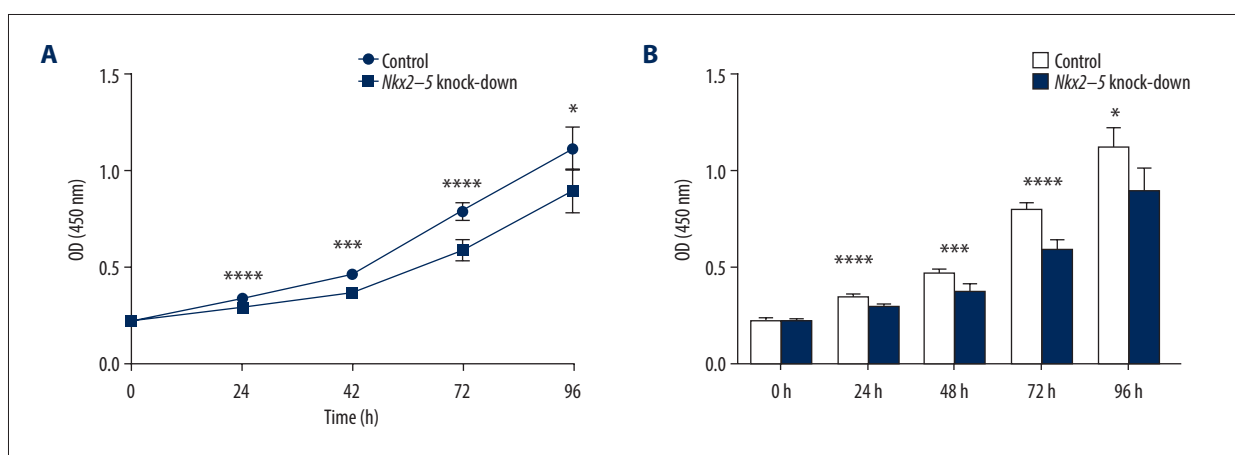 A
Control
Nkx2–5 knock-down
1.5
1.0
0.5
0.0
OD (450 nm)
****
***
****
*
0
24
42
72
96
Time (h)
B
Control
Nkx2–5 knock-down
1.5
1.0
0.5
0.0
OD (450 nm)
****
***
****
*
0 h
24 h
48 h
72 h
96 h